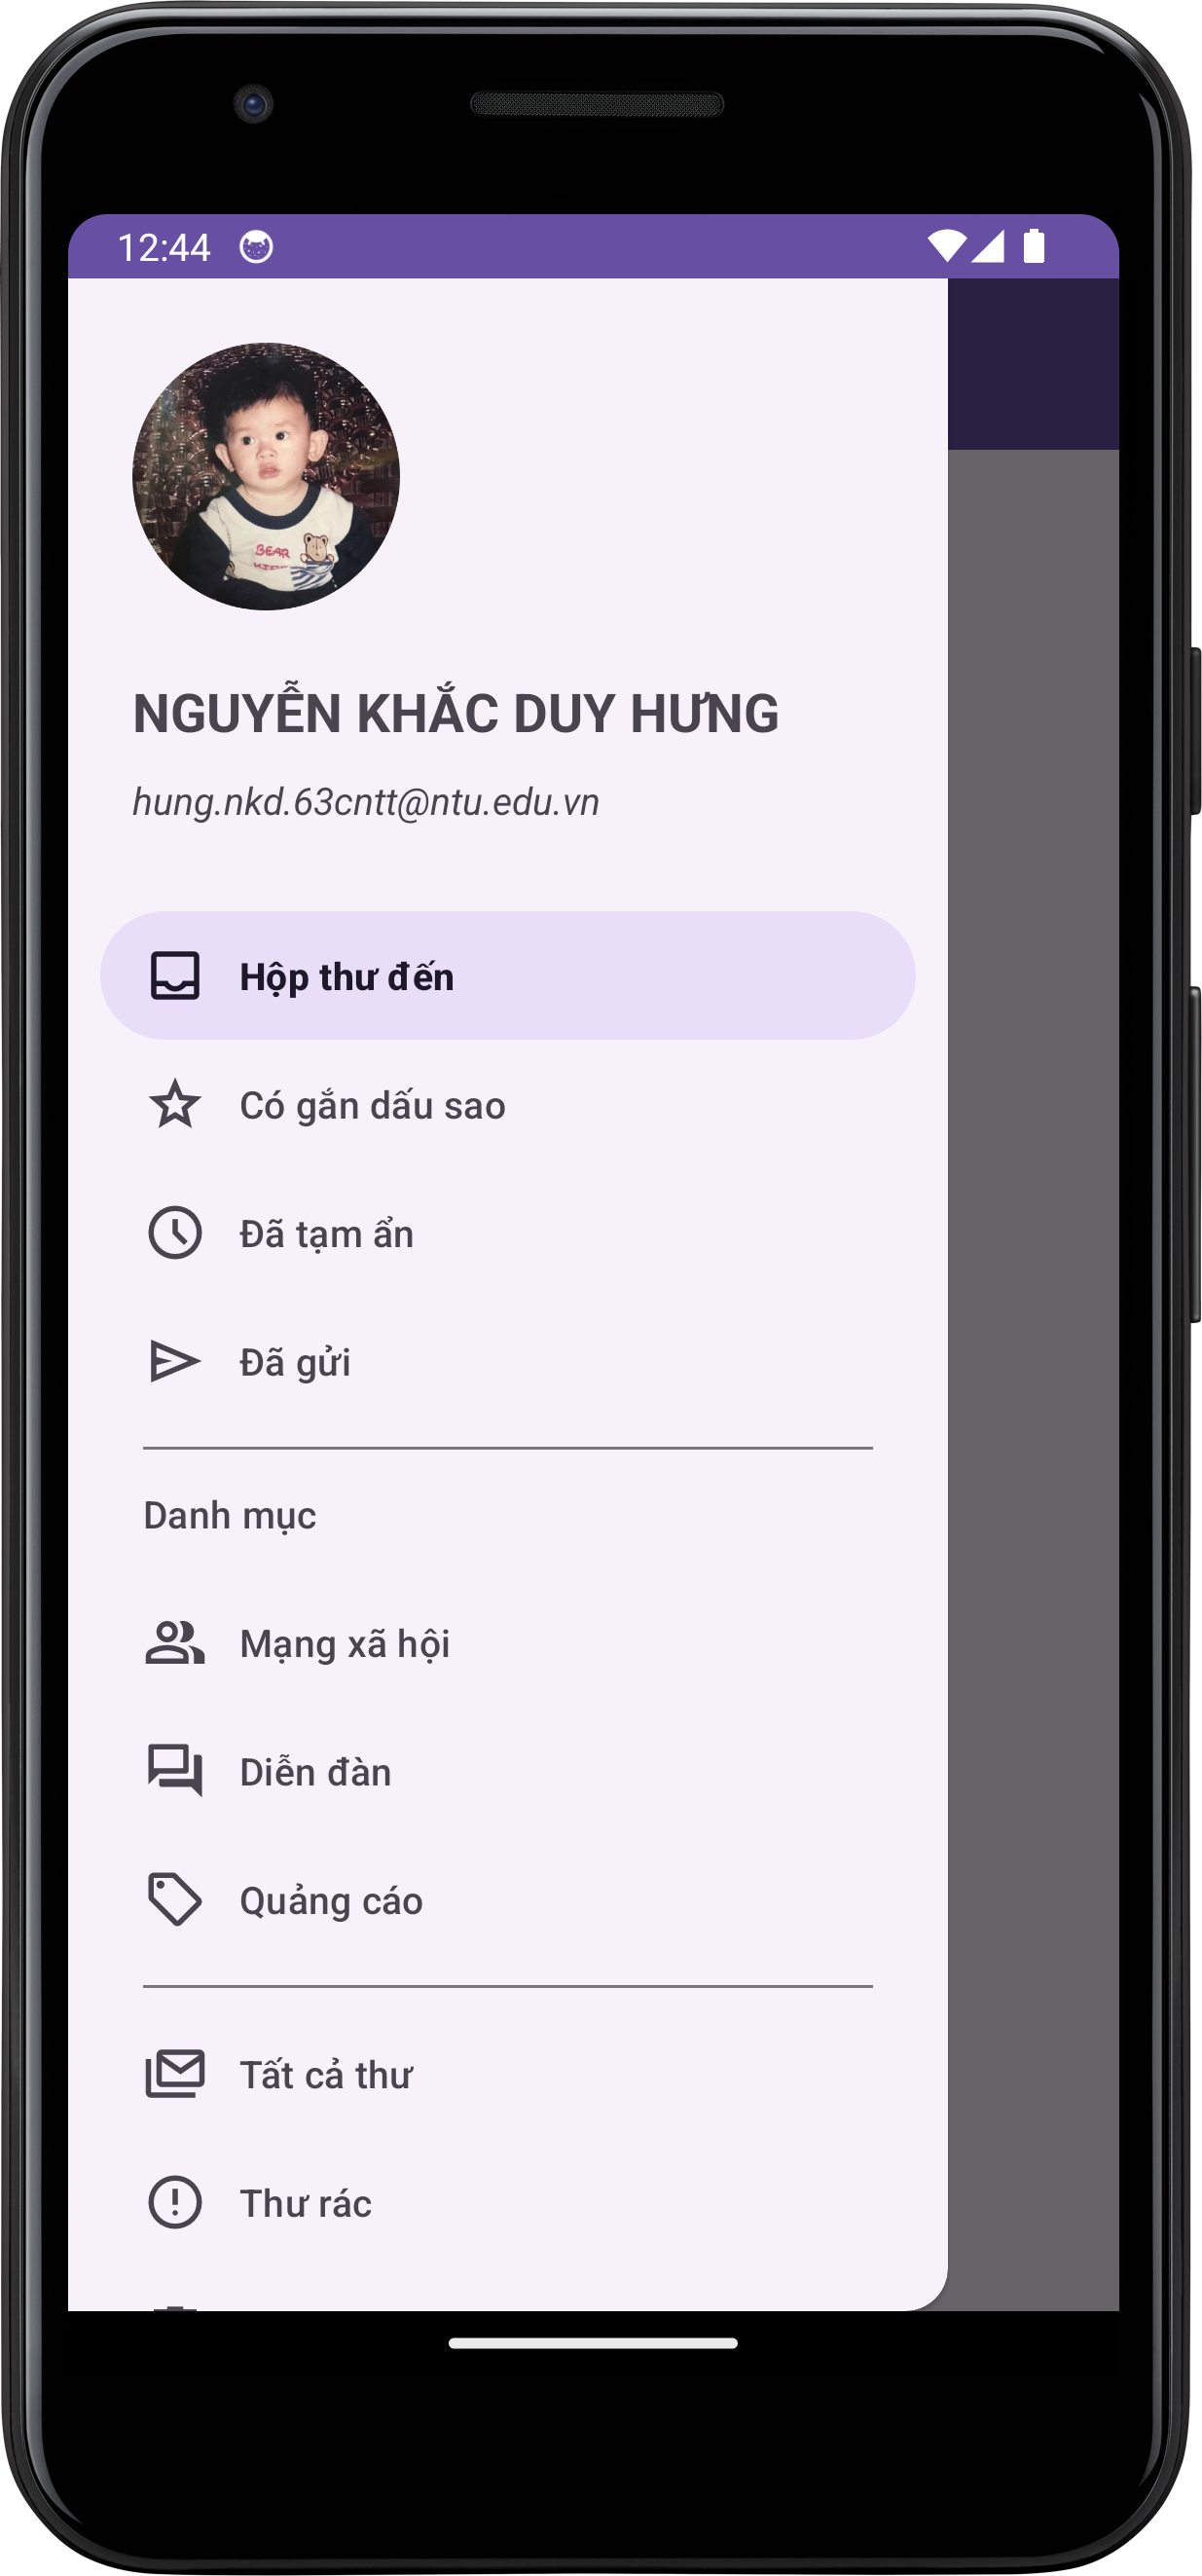 12:44
BEAR
NGUYỄN KHẮC DUY HƯNG
hung.nkd.63cntt@ntu.edu.vn
Hộp thư đến
Có gắn dấu sao
Đã tạm ẩn
Đã gửi
Danh mục
Mạng xã hội
Diễn đàn
Quảng cáo
Tất cả thư
Thư rác